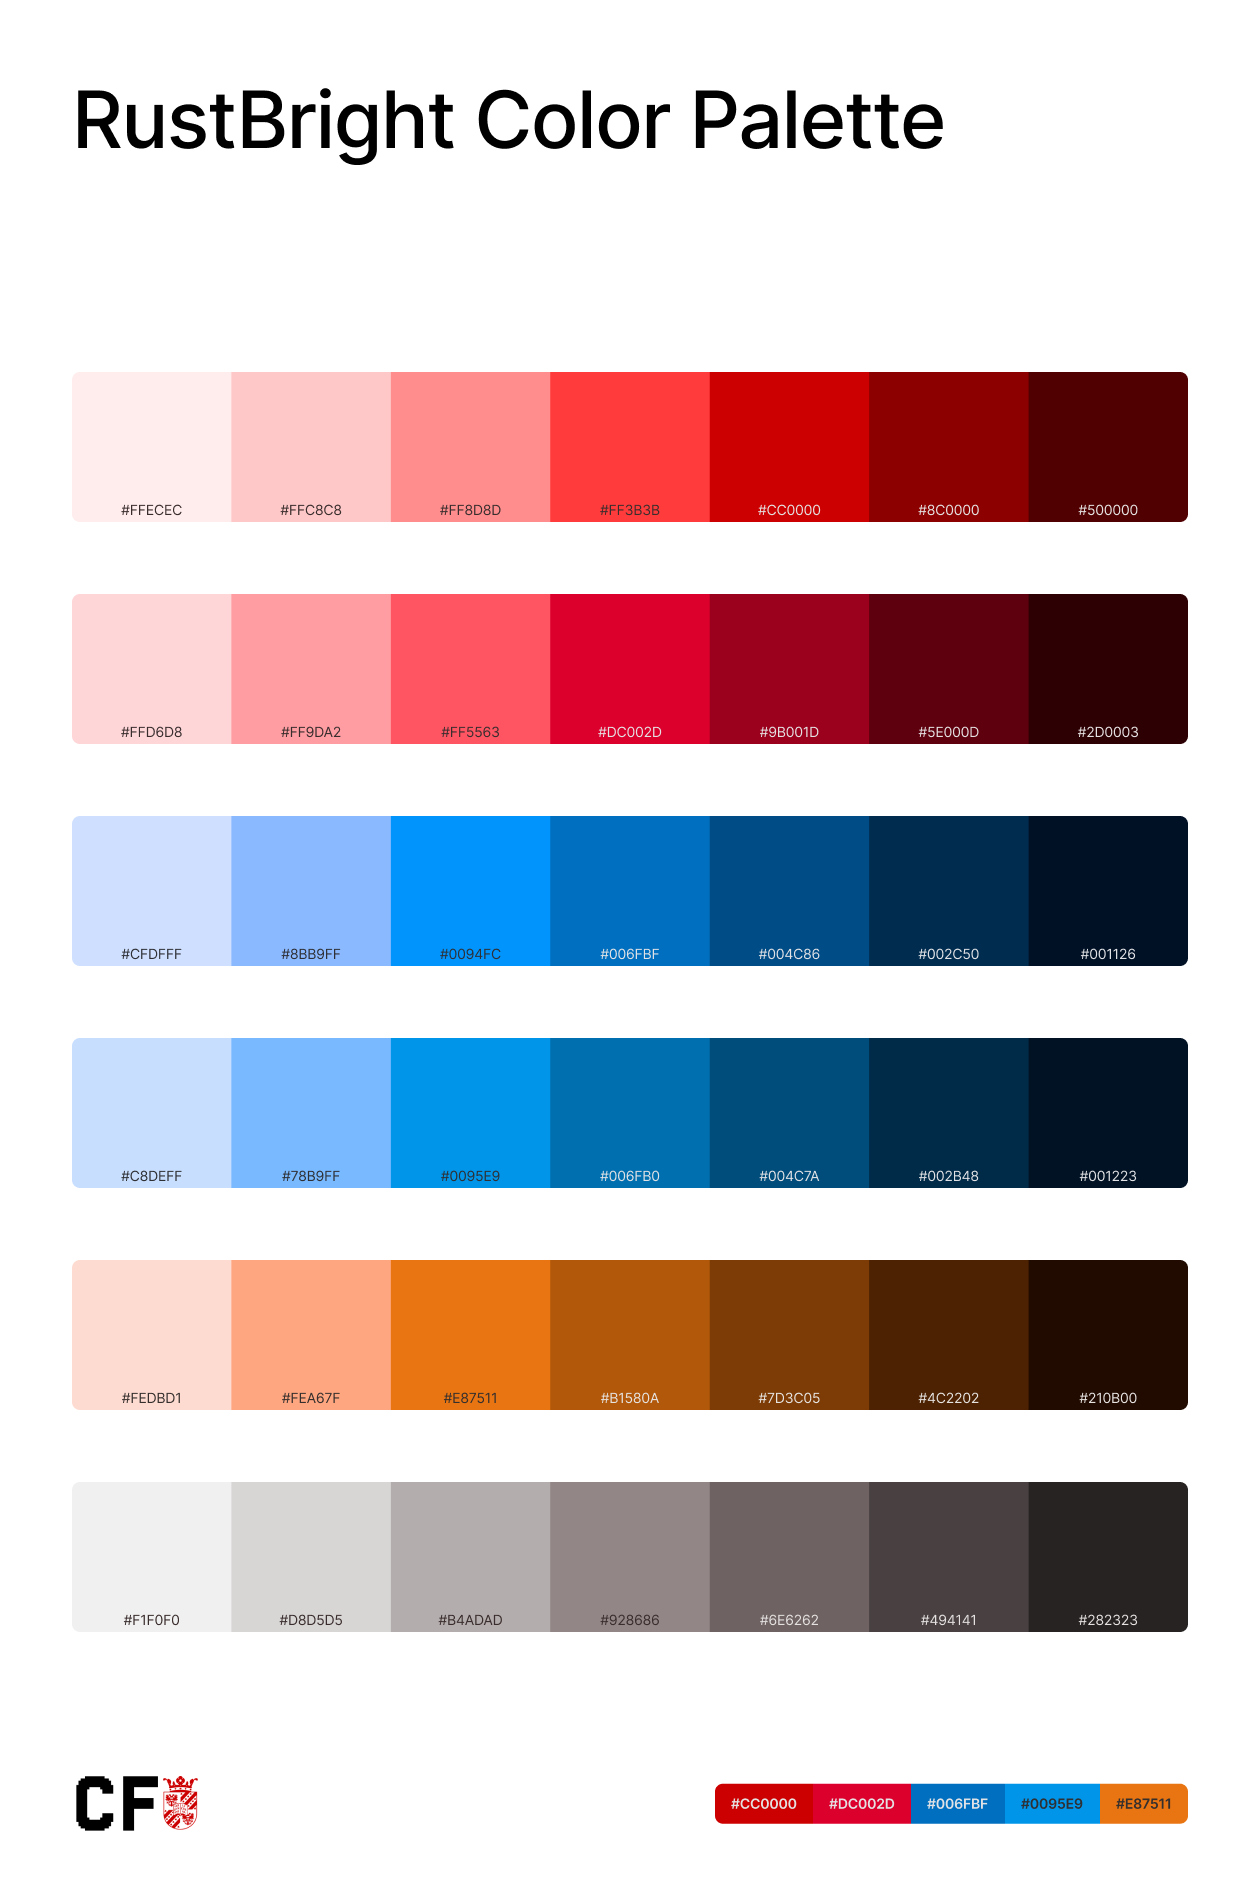 RustBright Color Palette
#FFECEC #FFC8C8 #FF8D8D #FF3B3B #CC0000 #8C0000 #500000
#FFD6D8 #FF9DA2 #FF5563 #DC002D #9B001D #5E000D #2D0003
#CFDFFF #8BB9FF #0094FC #006FBF #004C86 #002C50 #001126
#C8DEFF #78B9FF #0095E9 #006FB0 #004C7A #002B48 #001223
#FEDBD1 #FEA67F #E87511 #B1580A #7D3C05 #4C2202 #210B00
#F1F0F0 #D8D5D5 #B4ADAD #928686 #6E6262 #494141 #282323
CF
#CC0000 #DC002D #006FBF #0095E9 #E87511